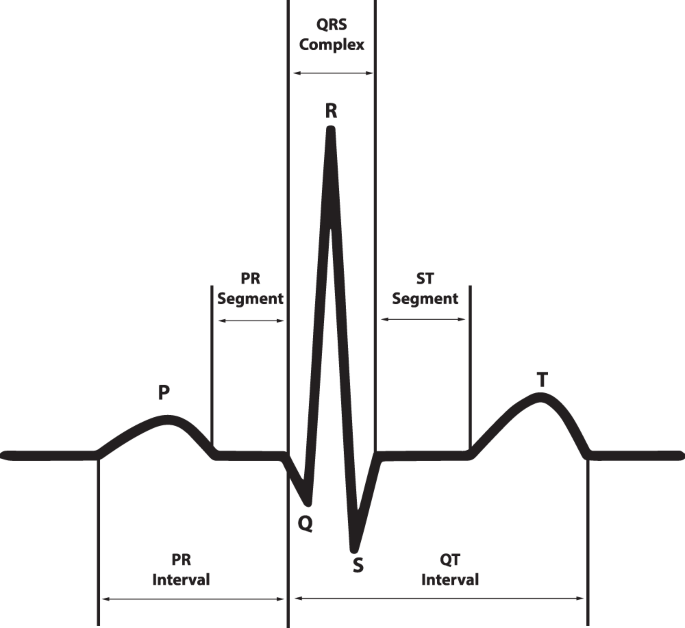 QRS
Complex
R
PR
Segment
ST
Segment
P
T
Q
S
PR
Interval
QT
Interval